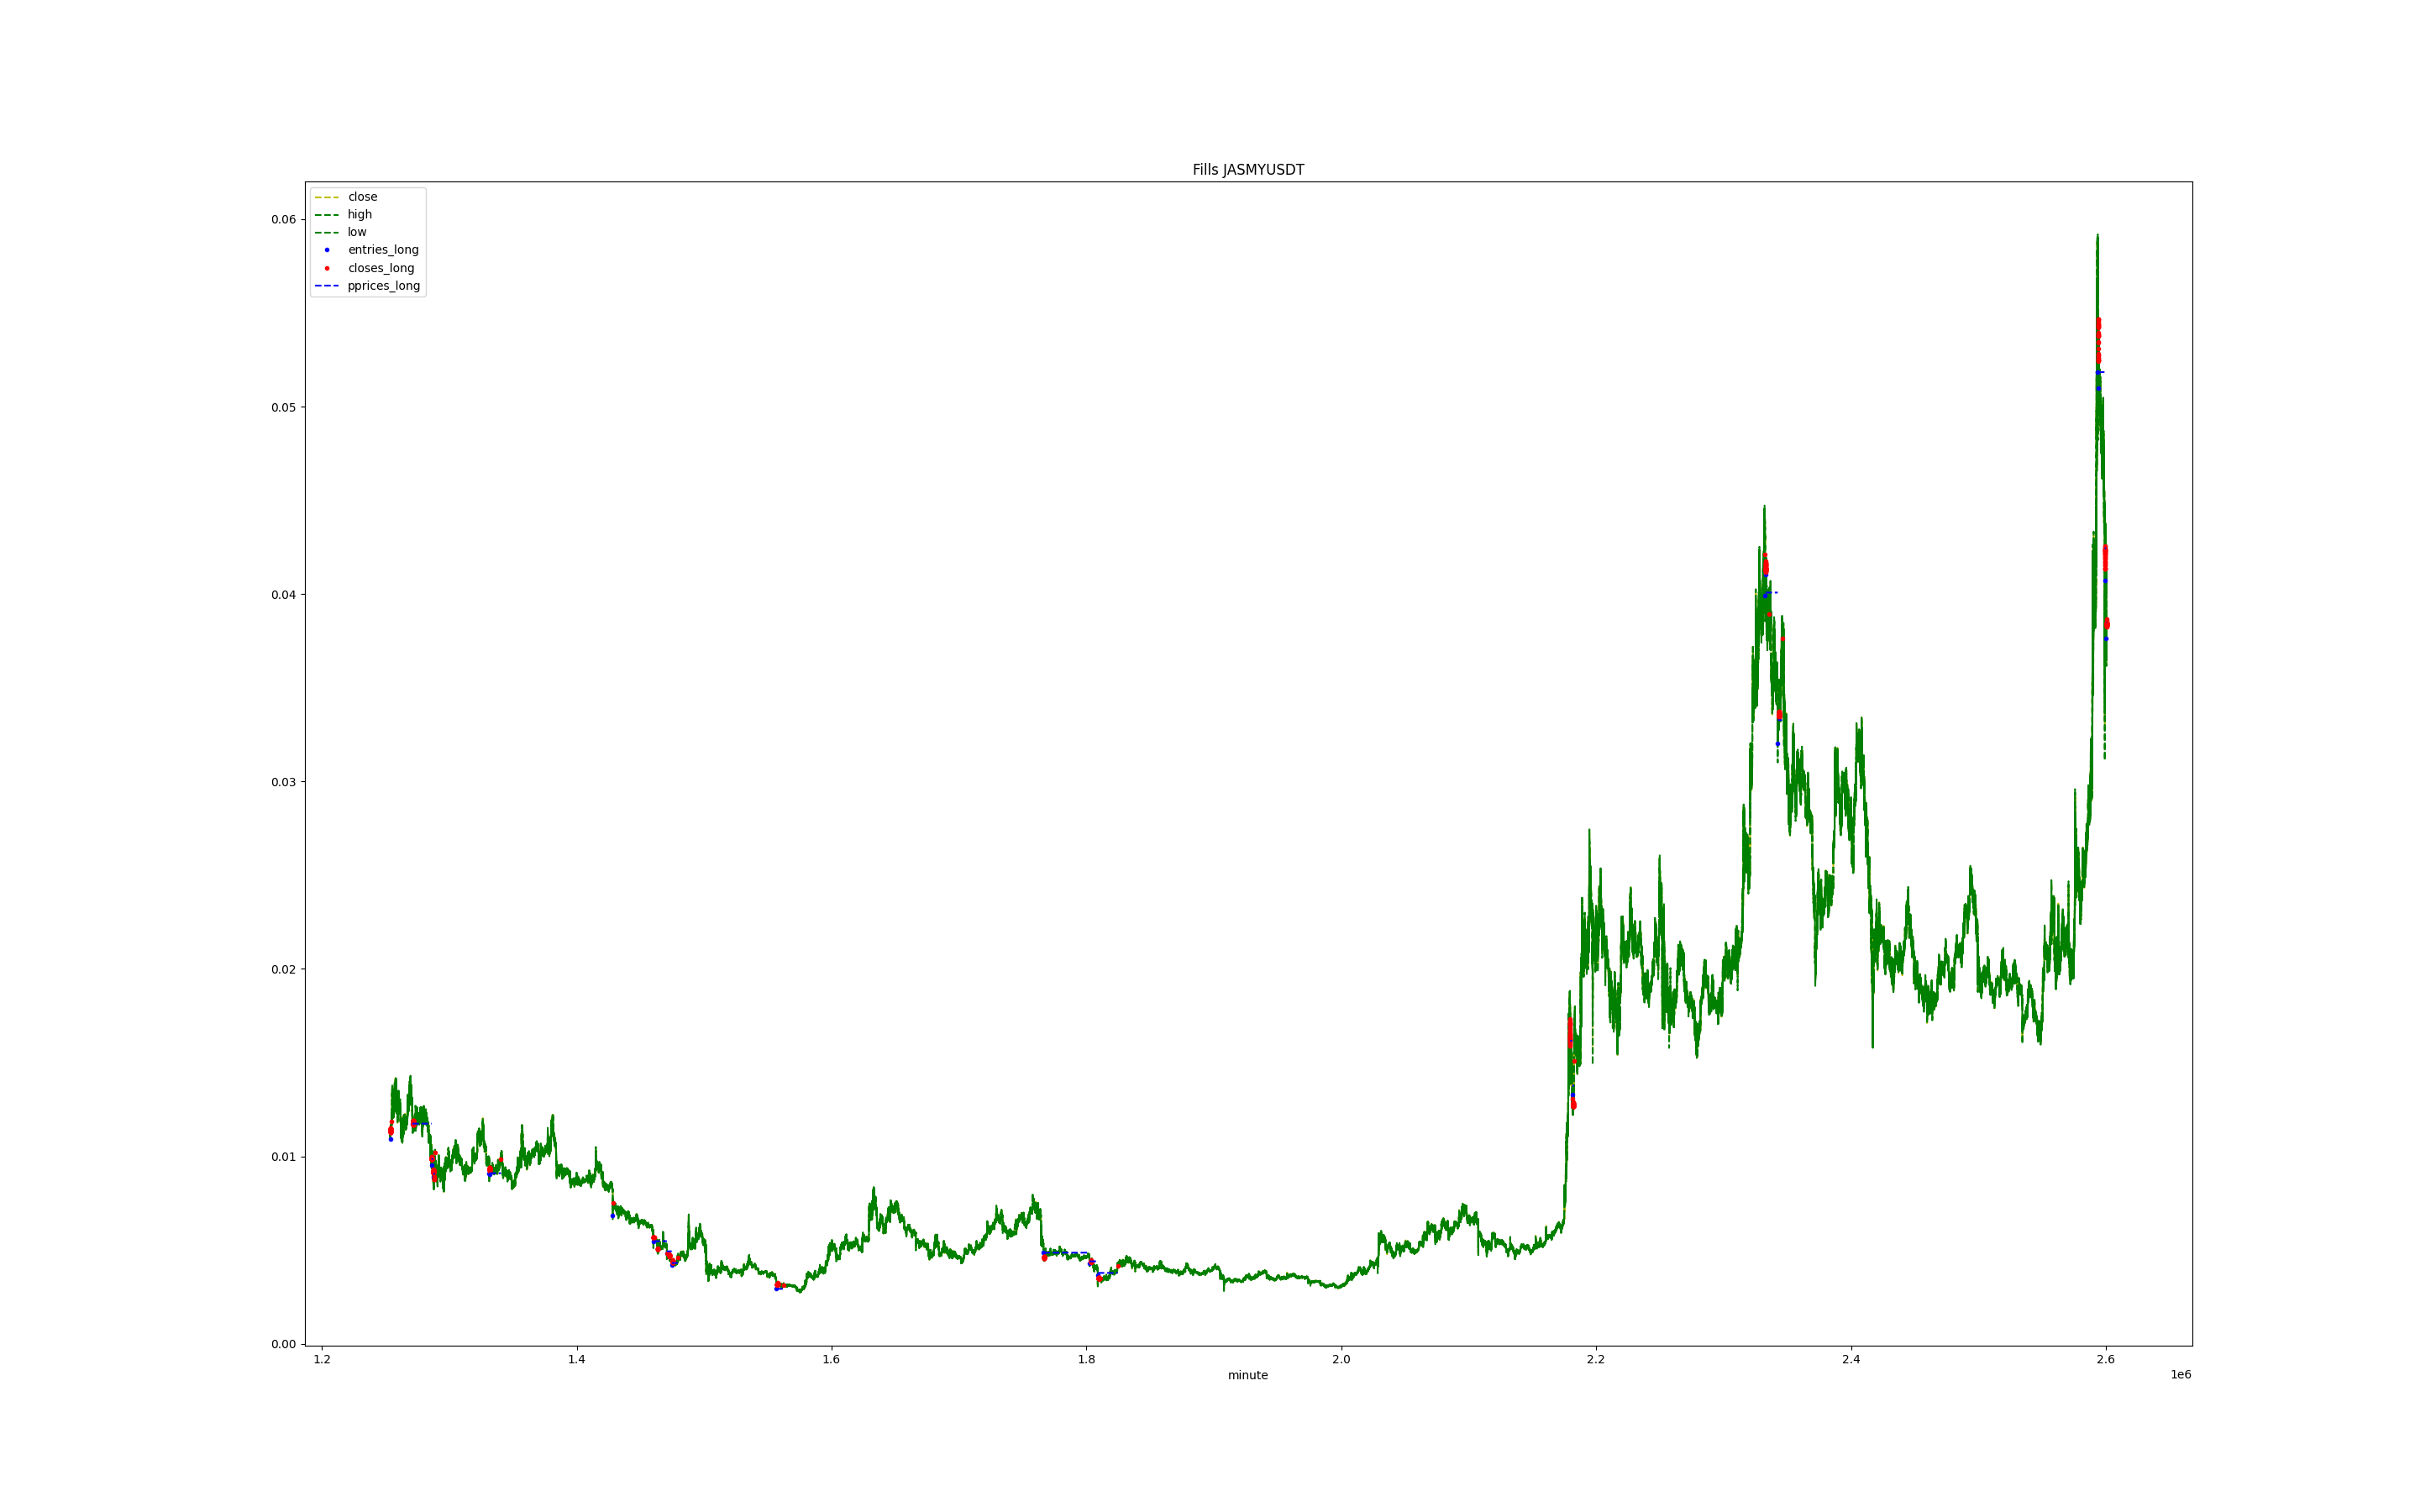 Fills JASMYUSDT
close
high
low
entries_long
closes_long
pprices_long
0.06
0.05
0.04
0.03
0.02
0.01
0.00
1.2 1.4 1.6 1.8 2.0 2.2 2.4 2.6
minute
1e6